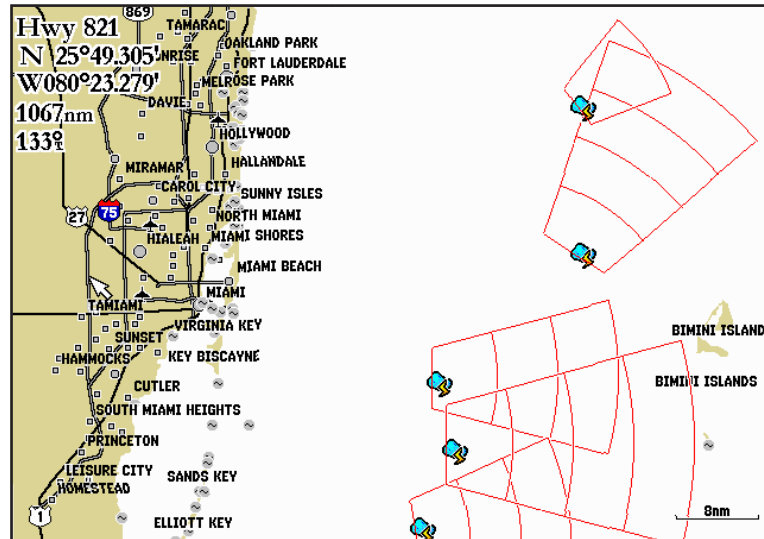 869
Hwy 821
TAMARAC
N 25°49.305'
NRISE
OAKLAND PARK
FORT LAUDERDALE
W080°23.279'
MELROSE PARK
1067nm
DAVIE
133°
HOLLYWOOD
MIRAMAR
HALLANDALE
CAROL CITY
SUNNY ISLES
75
27
NORTH MIAMI
HIALEAH
MIAMI SHORES
MIAMI BEACH
MIAMI
TAMIAMI
VIRGINIA KEY
BIMINI ISLAND
SUNSET
HAMMOCKS
KEY BISCAYNE
BIMINI ISLANDS
CUTLER
SOUTH MIAMI HEIGHTS
PRINCETON
LEISURE CITY
SANDS KEY
HOMESTEAD
8nm
1
ELLIOTT KEY